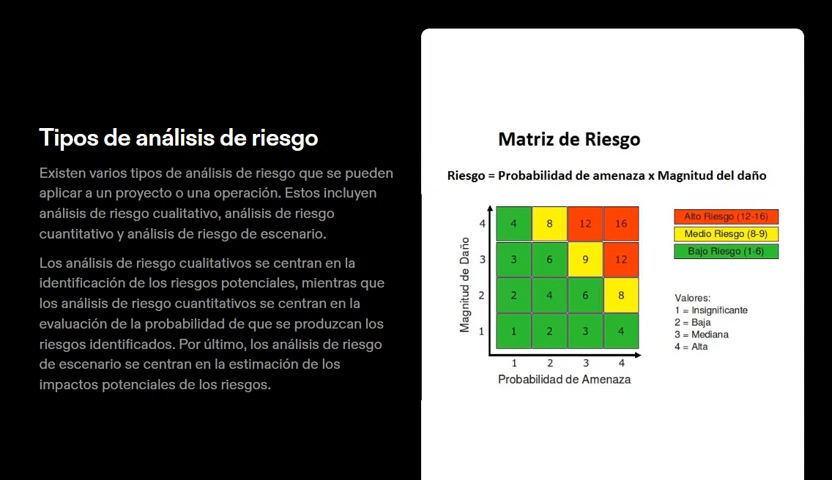 Tipos de análisis de riesgo
Existen varios tipos de análisis de riesgo que se pueden
aplicar a un proyecto o una operación. Estos incluyen
análisis de riesgo cualitativo, análisis de riesgo
cuantitativo y análisis de riesgo de escenario.
Los análisis de riesgo cualitativos se centran en la
identificación de los riesgos potenciales, mientras que
los análisis de riesgo cuantitativos se centran en la
evaluación de la probabilidad de que se produzcan los
riesgos identificados. Por último, los análisis de riesgo
de escenario se centran en la estimación de los
impactos potenciales de los riesgos.
Matriz de Riesgo
Riesgo = Probabilidad de amenaza x Magnitud del daño
Magnitud de Daño
4 4 8 12 16
3 3 6 9 12
2 2 4 6 8
1 1 2 3 4
1 2 3 4
Probabilidad de Amenaza
Alto Riesgo (12-16)
Medio Riesgo (8-9)
Bajo Riesgo (1-6)
Valores:
1 = Insignificante
2 = Baja
3 = Mediana
4 = Alta